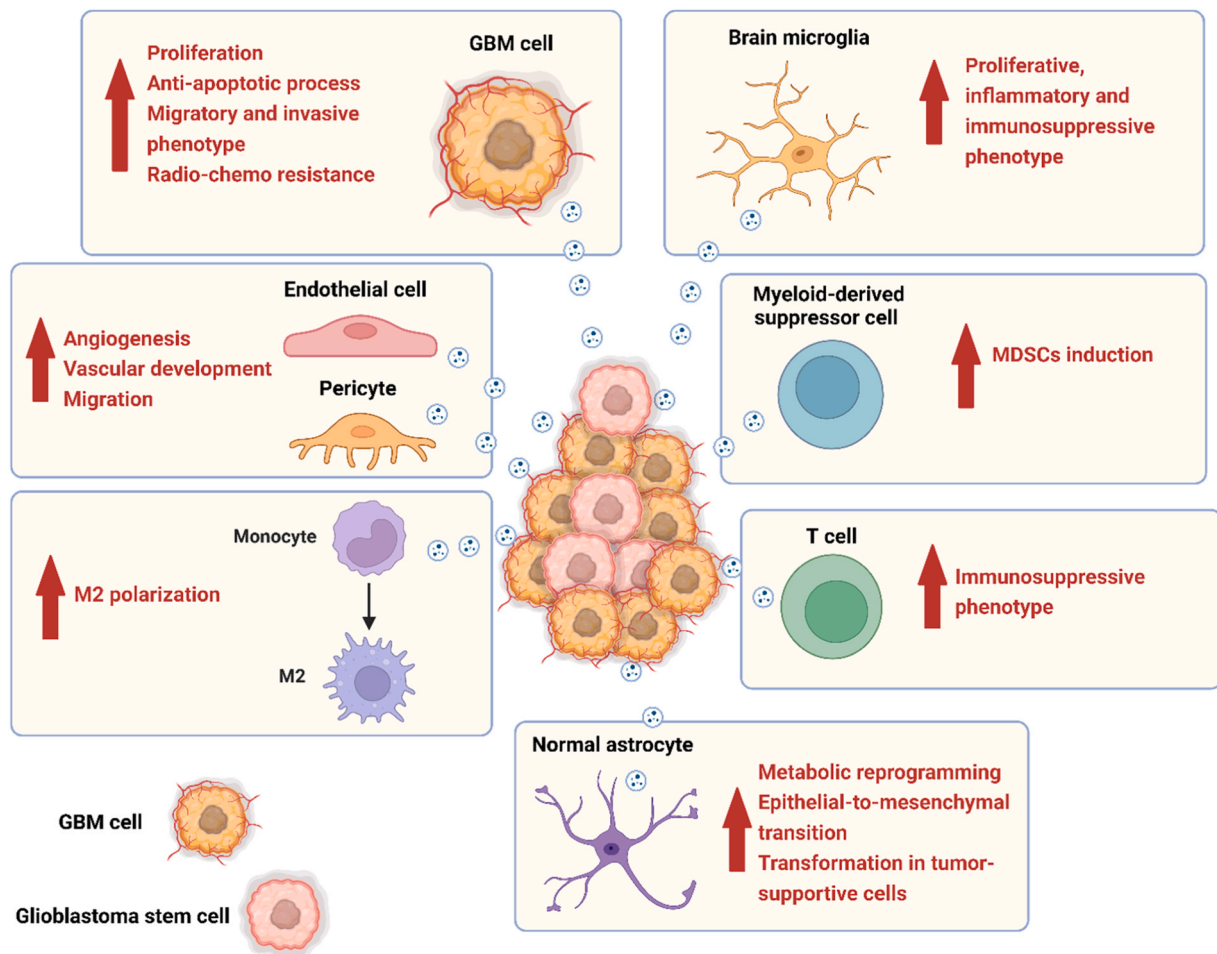 GBM cell
Proliferation
Anti-apoptotic process
Migratory and invasive
phenotype
Radio-chemo resistance
Brain microglia
Proliferative,
inflammatory and
immunosuppressive
phenotype
Endothelial cell
Angiogenesis
Vascular development
Migration
Pericyte
Myeloid-derived
suppressor cell
MDSCs induction
Monocyte
M2 polarization
M2
T cell
Immunosuppressive
phenotype
Normal astrocyte
Metabolic reprogramming
Epithelial-to-mesenchymal
transition
Transformation in tumor-
supportive cells
GBM cell
Glioblastoma stem cell